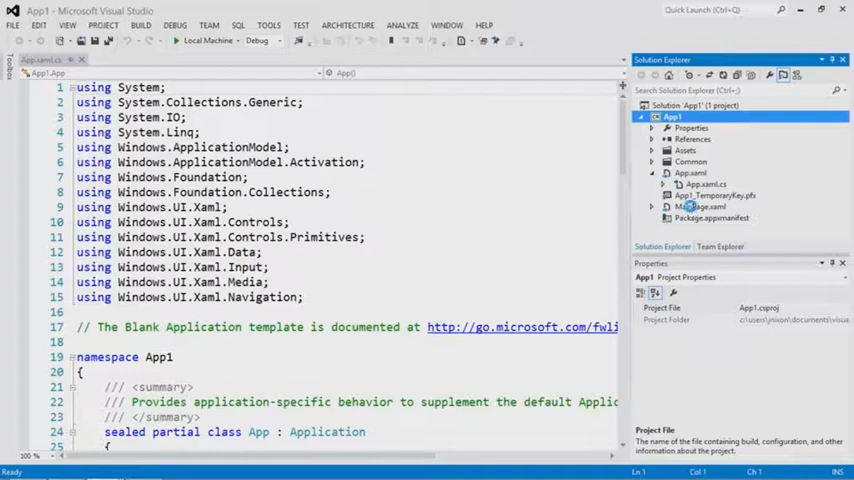 App1 - Microsoft Visual Studio
Quick Launch (Ctrl+Q)
FILE EDIT VIEW PROJECT BUILD DEBUG TEAM SQL TOOLS TEST ARCHITECTURE ANALYZE WINDOW HELP
Local Machine Debug
Toolbox
App.xaml.cs
App1.App
App()
1 using System;
2 using System.Collections.Generic;
3 using System.IO;
4 using System.Linq;
5 using Windows.ApplicationModel;
6 using Windows.ApplicationModel.Activation;
7 using Windows.Foundation;
8 using Windows.Foundation.Collections;
9 using Windows.UI.Xaml;
10 using Windows.UI.Xaml.Controls;
11 using Windows.UI.Xaml.Controls.Primitives;
12 using Windows.UI.Xaml.Data;
13 using Windows.UI.Xaml.Input;
14 using Windows.UI.Xaml.Media;
15 using Windows.UI.Xaml.Navigation;
16
17 // The Blank Application template is documented at http://go.microsoft.com/fwli
18
19 namespace App1
20 {
21 /// <summary>
22 /// Provides application-specific behavior to supplement the default Applic
23 /// </summary>
24 sealed partial class App : Application
25 {
100 %
Solution Explorer
Search Solution Explorer (Ctrl+;)
Solution 'App1' (1 project)
App1
Properties
References
Assets
Common
App.xaml
App.xaml.cs
App1_TemporaryKey.pfx
Package.appxmanifest
Solution Explorer Team Explorer
Properties
App1 Project Properties
Project File App1.csproj
Project Folder c:\users\jnixon\documents\visua
Project File
The name of the file containing build, configuration, and other
information about the project.
Ready Ln 1 Col 1 Ch 1 INS